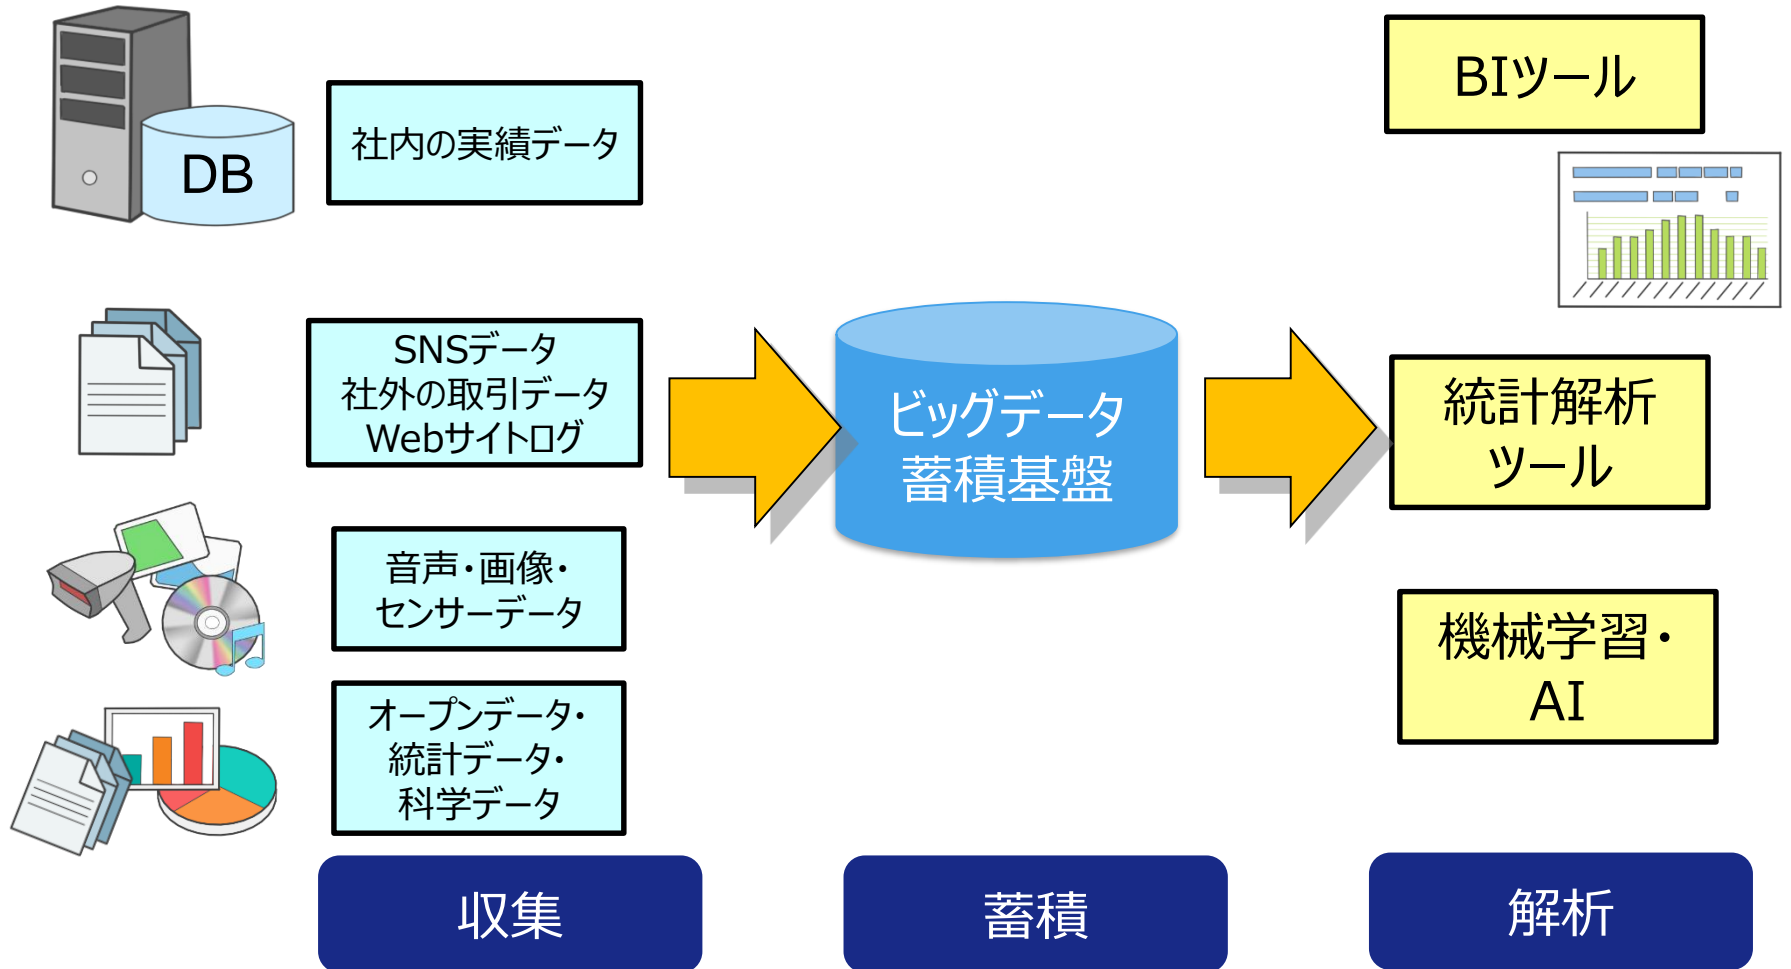 DB
社内の実績データ
SNSデータ
社外の取引データ
Webサイトログ
音声・画像・
センサーデータ
オープンデータ・
統計データ・
科学データ
収集
ビッグデータ
蓄積基盤
蓄積
BIツール
統計解析
ツール
機械学習・
AI
解析